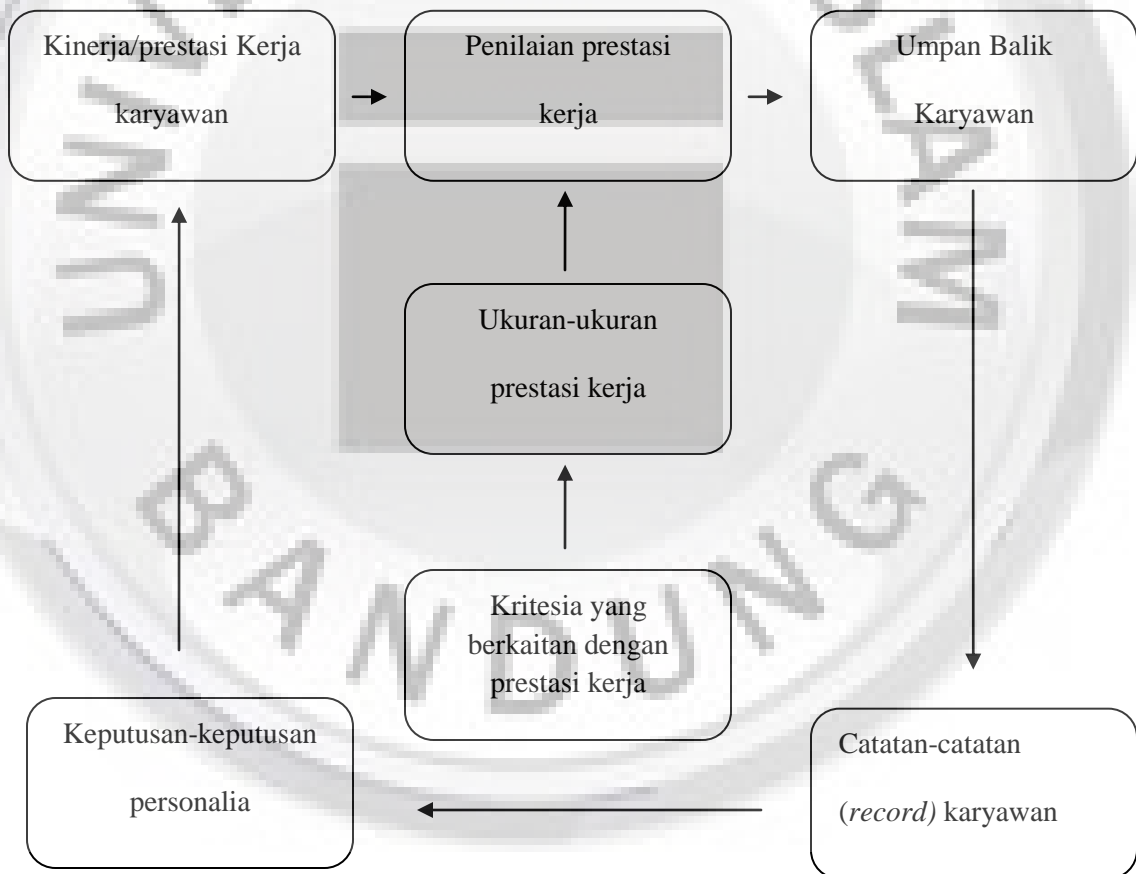 Kinerja/prestasi Kerja
karyawan
Penilaian prestasi
kerja
Umpan Balik
Karyawan
Ukuran-ukuran
prestasi kerja
Kritesia yang
berkaitan dengan
prestasi kerja
Keputusan-keputusan
personalia
Catatan-catatan
(record) karyawan
BANDUNG